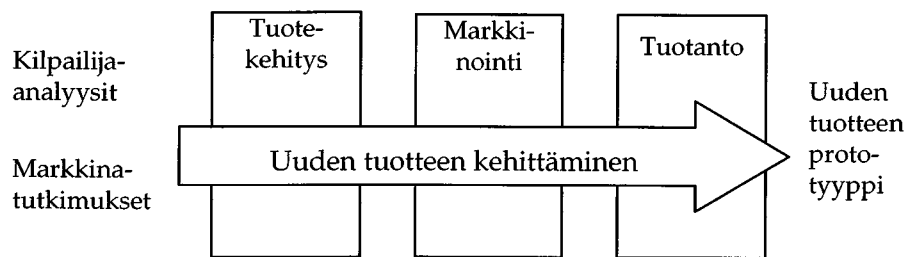 Kilpailija-
analyysit
Markkina-
tutkimukset
Tuote-
kehitys
Markki-
nointi
Tuotanto
Uuden tuotteen kehittäminen
Uuden
tuotteen
proto-
tyyppi